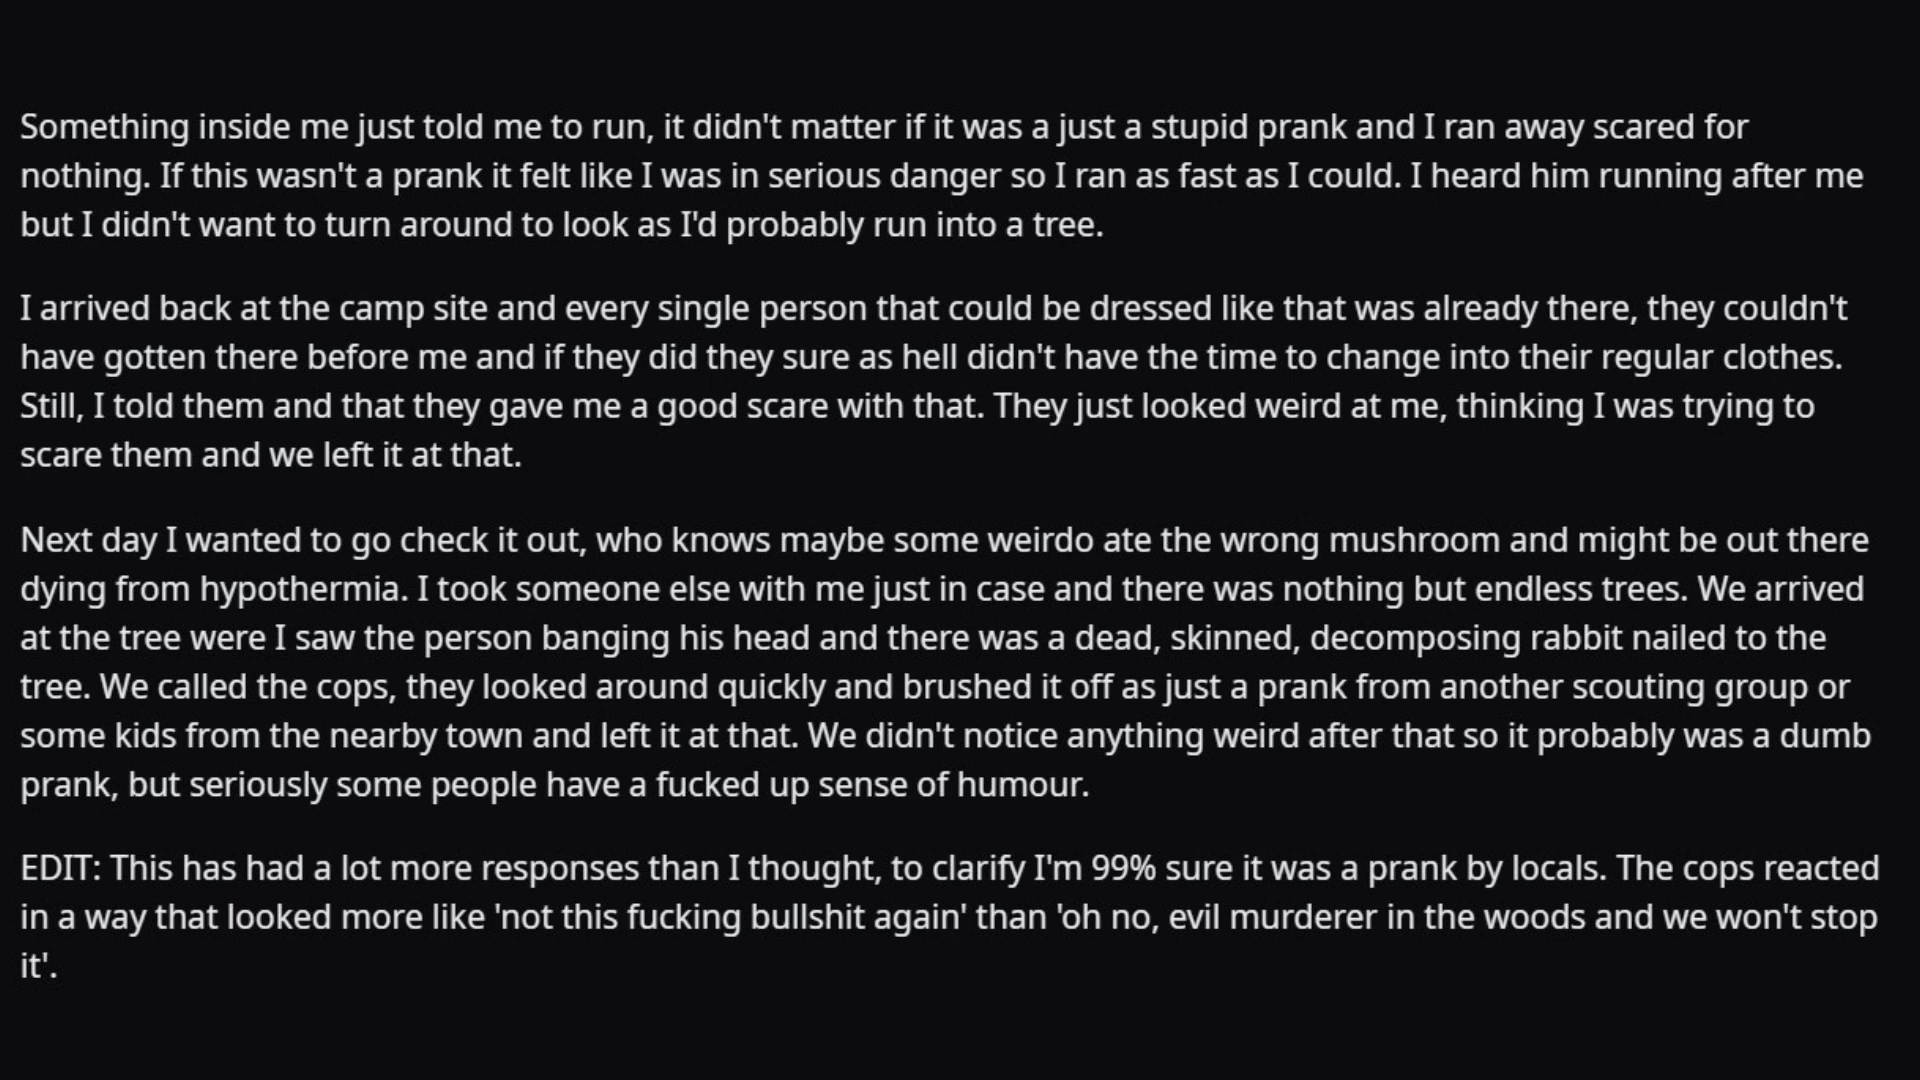 Something inside me just told me to run, it didn't matter if it was a just a stupid prank and I ran away scared for
nothing. If this wasn't a prank it felt like I was in serious danger so I ran as fast as I could. I heard him running after me
but I didn't want to turn around to look as I'd probably run into a tree.
I arrived back at the camp site and every single person that could be dressed like that was already there, they couldn't
have gotten there before me and if they did they sure as hell didn't have the time to change into their regular clothes.
Still, I told them and that they gave me a good scare with that. They just looked weird at me, thinking I was trying to
scare them and we left it at that.
Next day I wanted to go check it out, who knows maybe some weirdo ate the wrong mushroom and might be out there
dying from hypothermia. I took someone else with me just in case and there was nothing but endless trees. We arrived
at the tree were I saw the person banging his head and there was a dead, skinned, decomposing rabbit nailed to the
tree. We called the cops, they looked around quickly and brushed it off as just a prank from another scouting group or
some kids from the nearby town and left it at that. We didn't notice anything weird after that so it probably was a dumb
prank, but seriously some people have a fucked up sense of humour.
EDIT: This has had a lot more responses than I thought, to clarify I'm 99% sure it was a prank by locals. The cops reacted
in a way that looked more like 'not this fucking bullshit again' than 'oh no, evil murderer in the woods and we won't stop
it'.